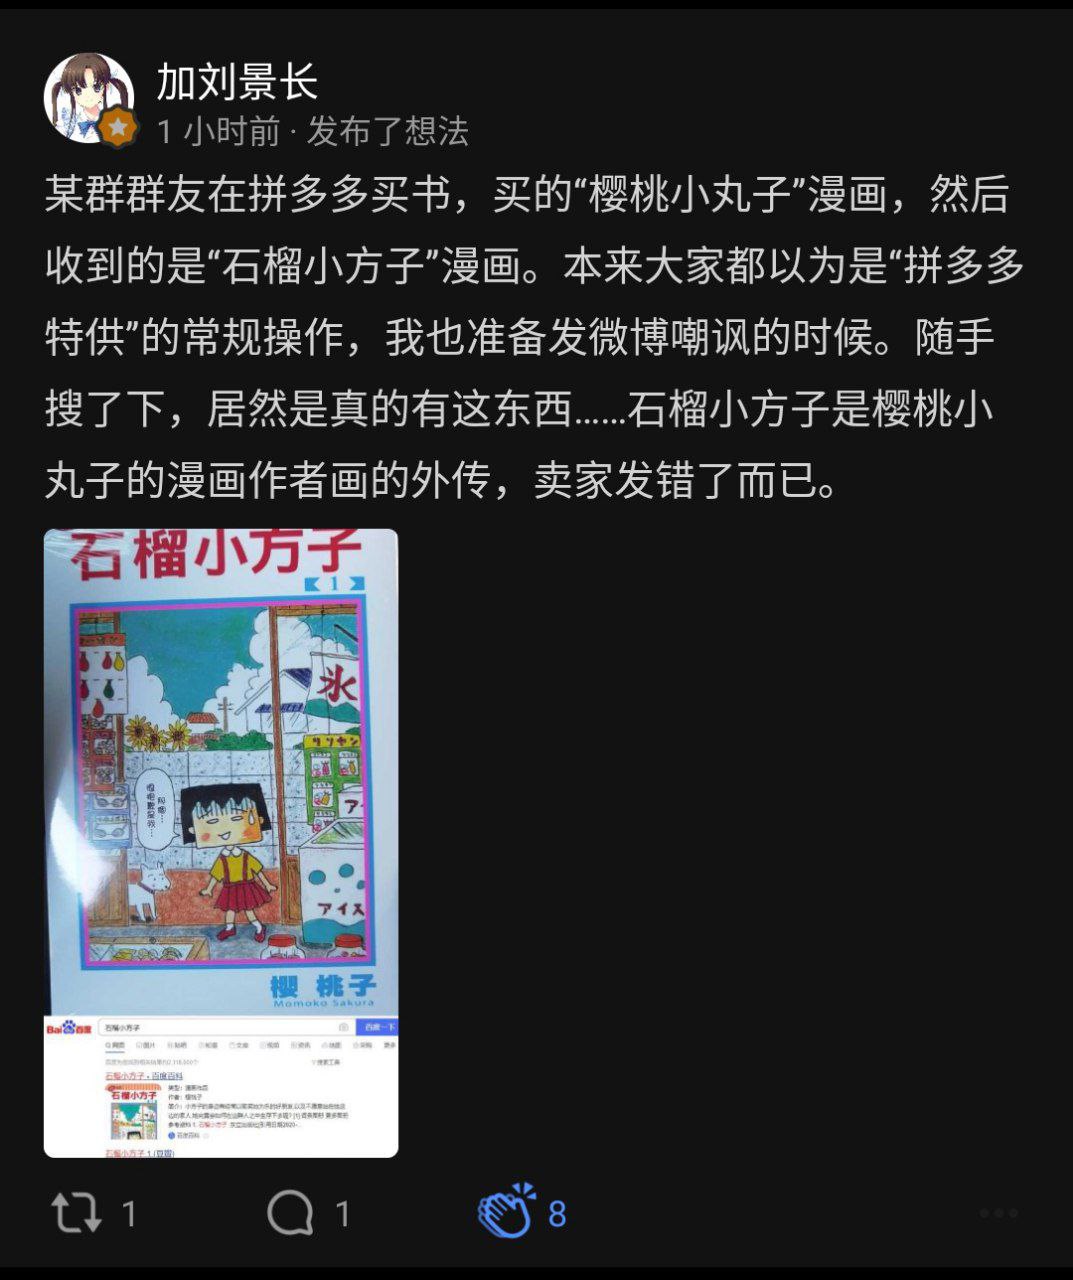 加刘景长
1 小时前 · 发布了想法
某群群友在拼多多买书，买的“樱桃小丸子”漫画，然后
收到的是“石榴小方子”漫画。本来大家都以为是“拼多多
特供”的常规操作，我也准备发微博嘲讽的时候。随手
搜了下，居然是真的有这东西……石榴小方子是樱桃小
丸子的漫画作者画的外传，卖家发错了而已。
石榴小方子
1
氷
リリヤン
ア
アイス
樱 桃子
Momoko Sakura
Bai百度
石榴小方子
百度一下
石榴小方子 - 百度百科
石榴小方子
石榴小方子 1 (豆瓣)
1
1
8